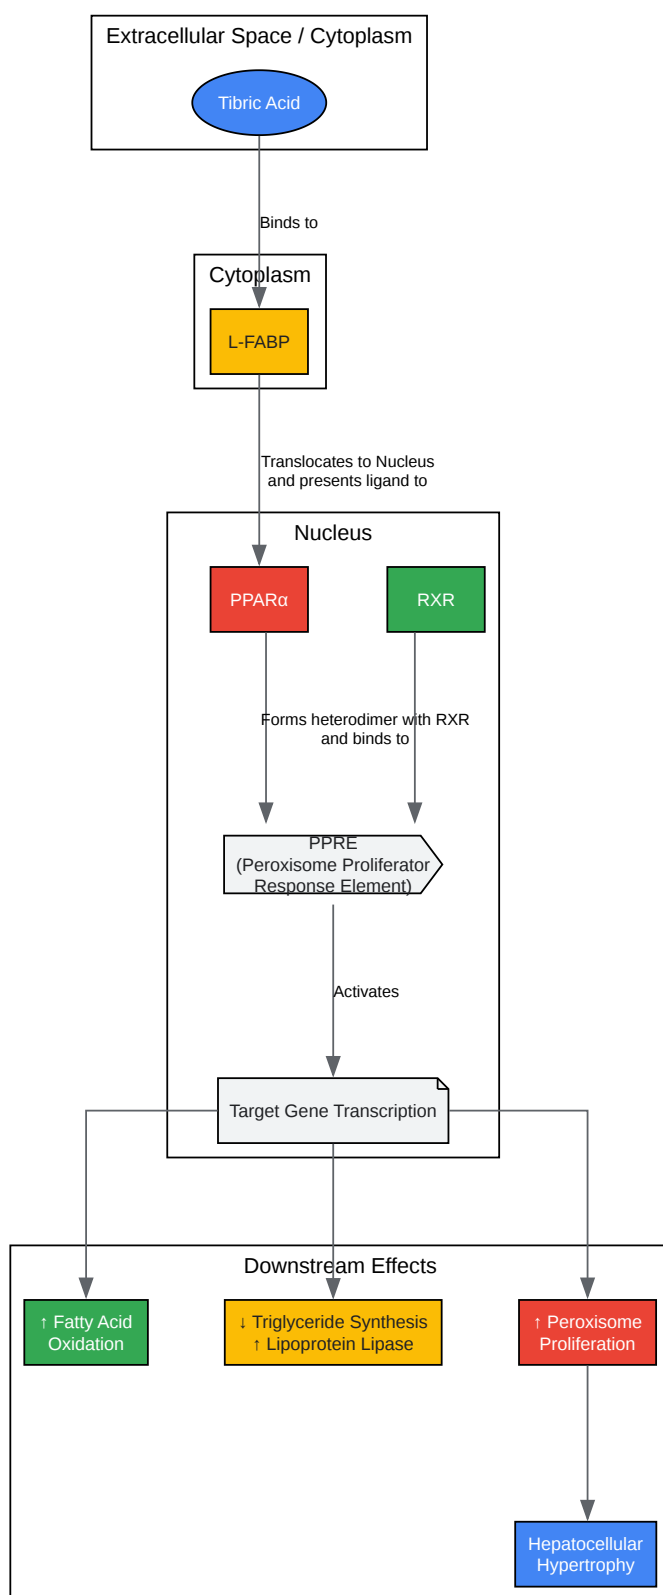 Extracellular Space / Cytoplasm
Tibric Acid
Binds to
Cytoplasm
L-FABP
Translocates to Nucleus
and presents ligand to
Nucleus
PPARα
RXR
Forms heterodimer with RXR
and binds to
PPRE
(Peroxisome Proliferator
Response Element)
Activates
Target Gene Transcription
Downstream Effects
↑ Fatty Acid
Oxidation
↓ Triglyceride Synthesis
↑ Lipoprotein Lipase
↑ Peroxisome
Proliferation
Hepatocellular
Hypertrophy